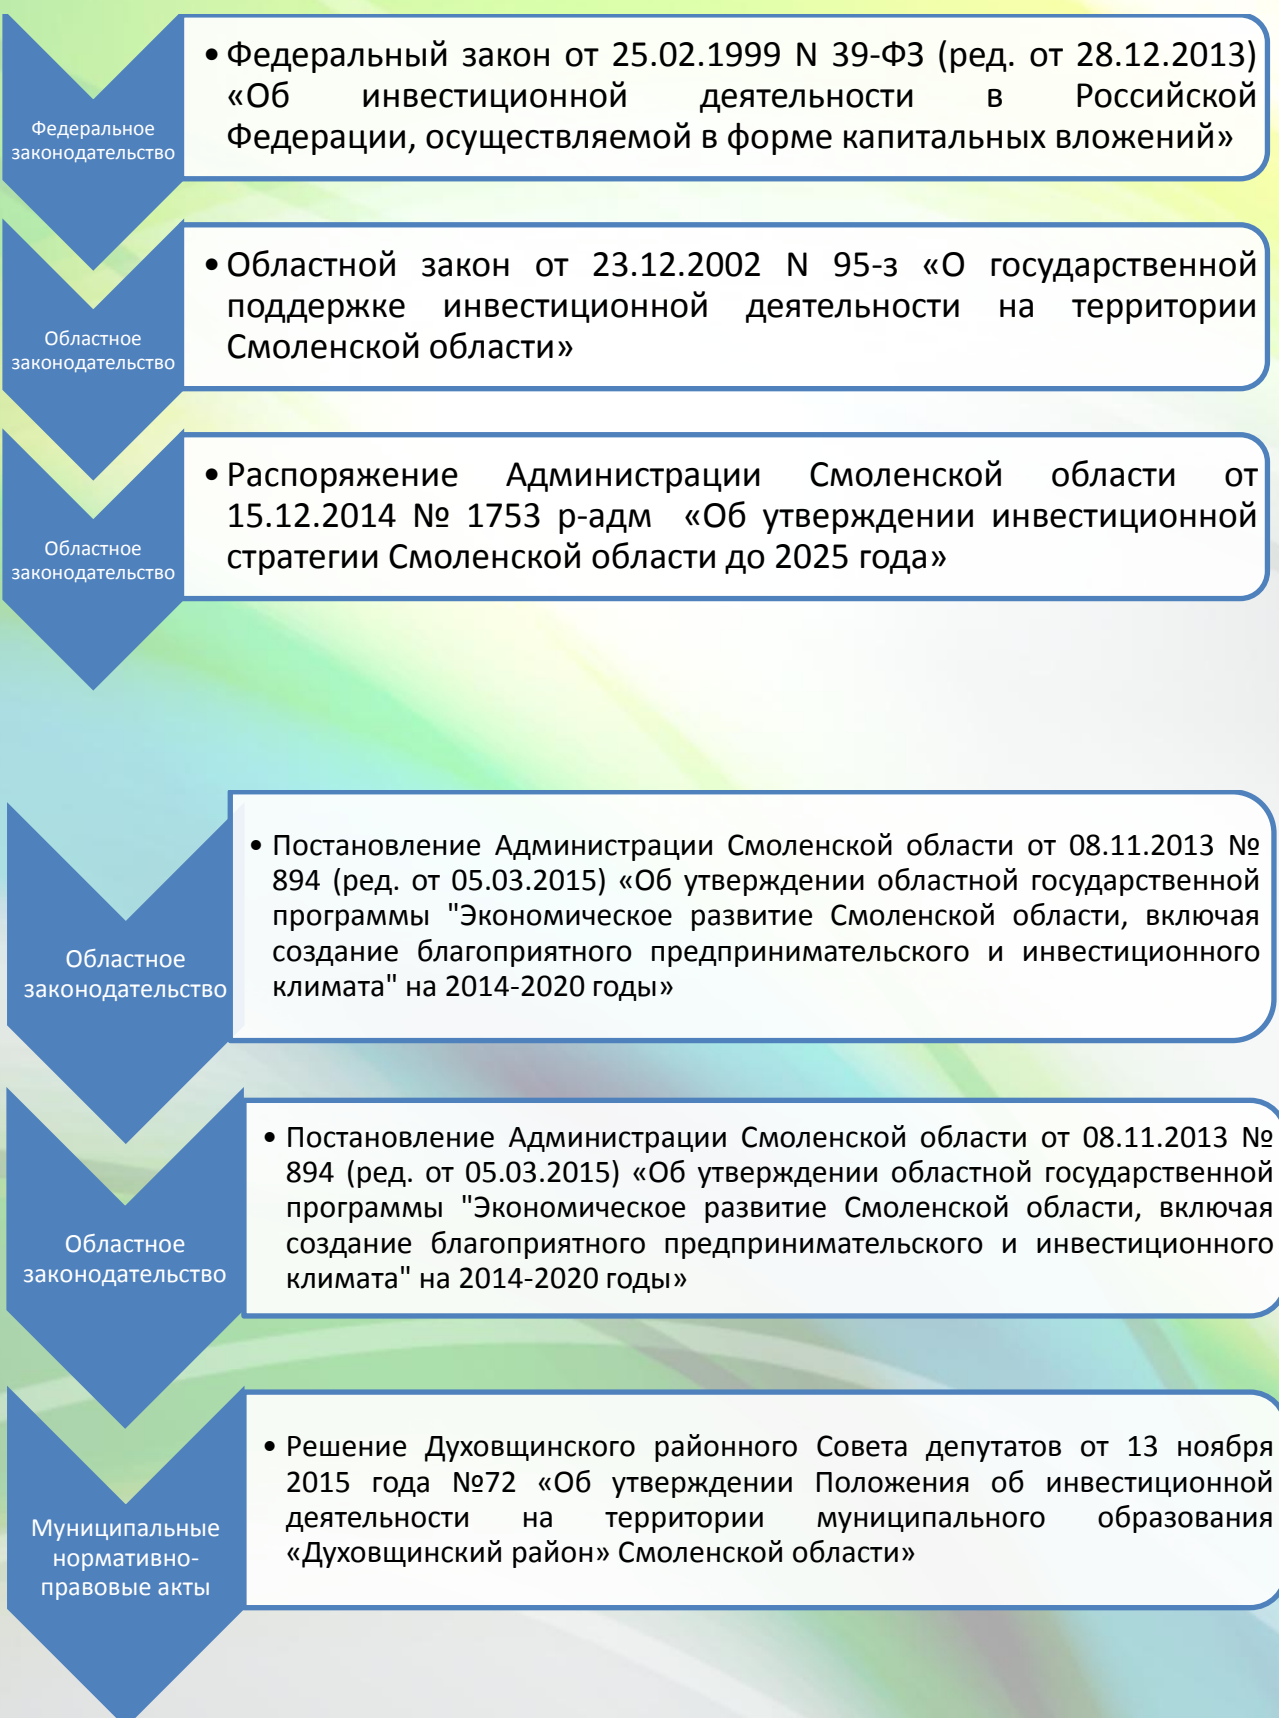 Федеральное
законодательство
• Федеральный закон от 25.02.1999 N 39-ФЗ (ред. от 28.12.2013)
«Об инвестиционной деятельности в Российской
Федерации, осуществляемой в форме капитальных вложений»
Областное
законодательство
• Областной закон от 23.12.2002 N 95-з «О государственной
поддержке инвестиционной деятельности на территории
Смоленской области»
Областное
законодательство
• Распоряжение Администрации Смоленской области от
15.12.2014 № 1753 р-адм «Об утверждении инвестиционной
стратегии Смоленской области до 2025 года»
Областное
законодательство
• Постановление Администрации Смоленской области от 08.11.2013 №
894 (ред. от 05.03.2015) «Об утверждении областной государственной
программы "Экономическое развитие Смоленской области, включая
создание благоприятного предпринимательского и инвестиционного
климата" на 2014-2020 годы»
Областное
законодательство
• Постановление Администрации Смоленской области от 08.11.2013 №
894 (ред. от 05.03.2015) «Об утверждении областной государственной
программы "Экономическое развитие Смоленской области, включая
создание благоприятного предпринимательского и инвестиционного
климата" на 2014-2020 годы»
Муниципальные
нормативно-
правовые акты
• Решение Духовщинского районного Совета депутатов от 13 ноября
2015 года №72 «Об утверждении Положения об инвестиционной
деятельности на территории муниципального образования
«Духовщинский район» Смоленской области»